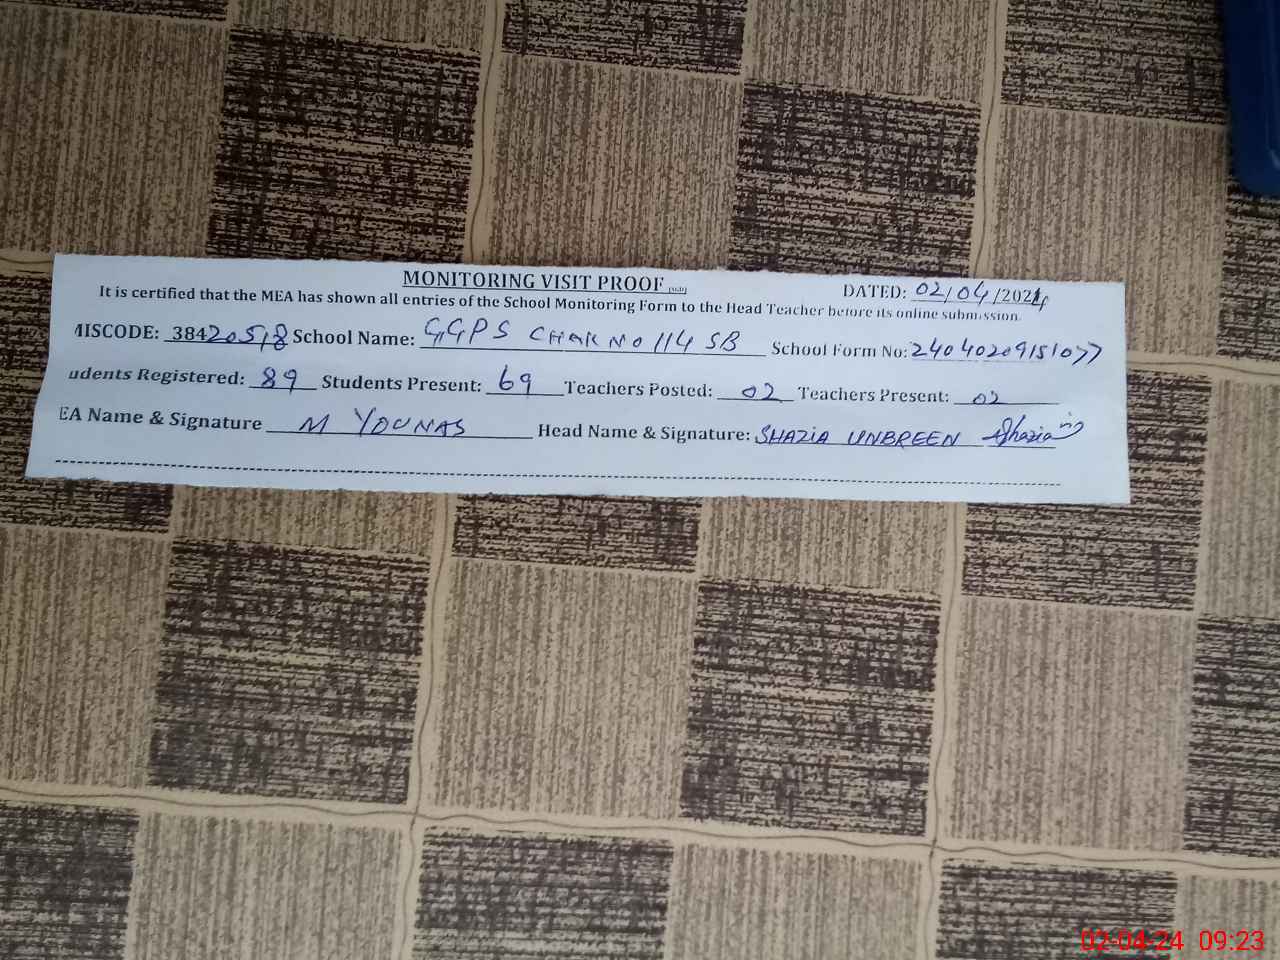 MONITORING VISIT PROOF
DATED: 02/04/2024
It is certified that the MEA has shown all entries of the School Monitoring Form to the Head Teacher before its online submission.
MISCODE: 38420518 School Name: GGPS CHAK NO 114 SB School Form No: 24040209151077
udents Registered: 89 Students Present: 69 Teachers Posted: 02 Teachers Present: 02
EA Name & Signature M YOUNAS Head Name & Signature: SHAZIA UNBREEN Shazia
02-04-24 09:23